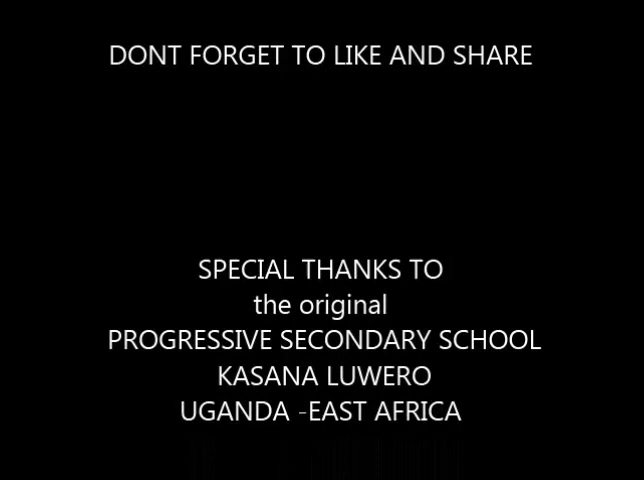 DONT FORGET TO LIKE AND SHARE
SPECIAL THANKS TO
the original
PROGRESSIVE SECONDARY SCHOOL
KASANA LUWERO
UGANDA -EAST AFRICA